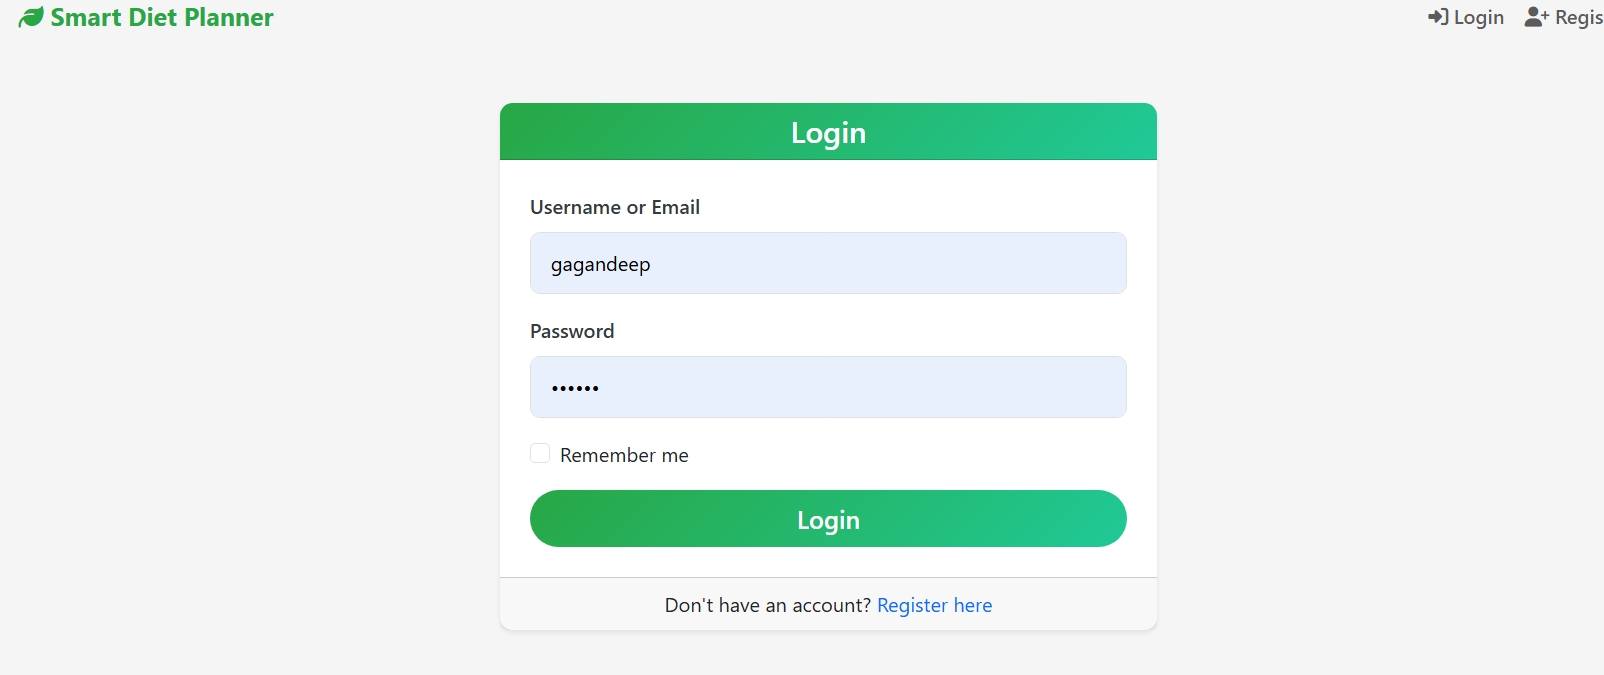 Smart Diet Planner
Login
Regis
Login
Username or Email
gagandeep
Password
••••••
Remember me
Login
Don't have an account? Register here